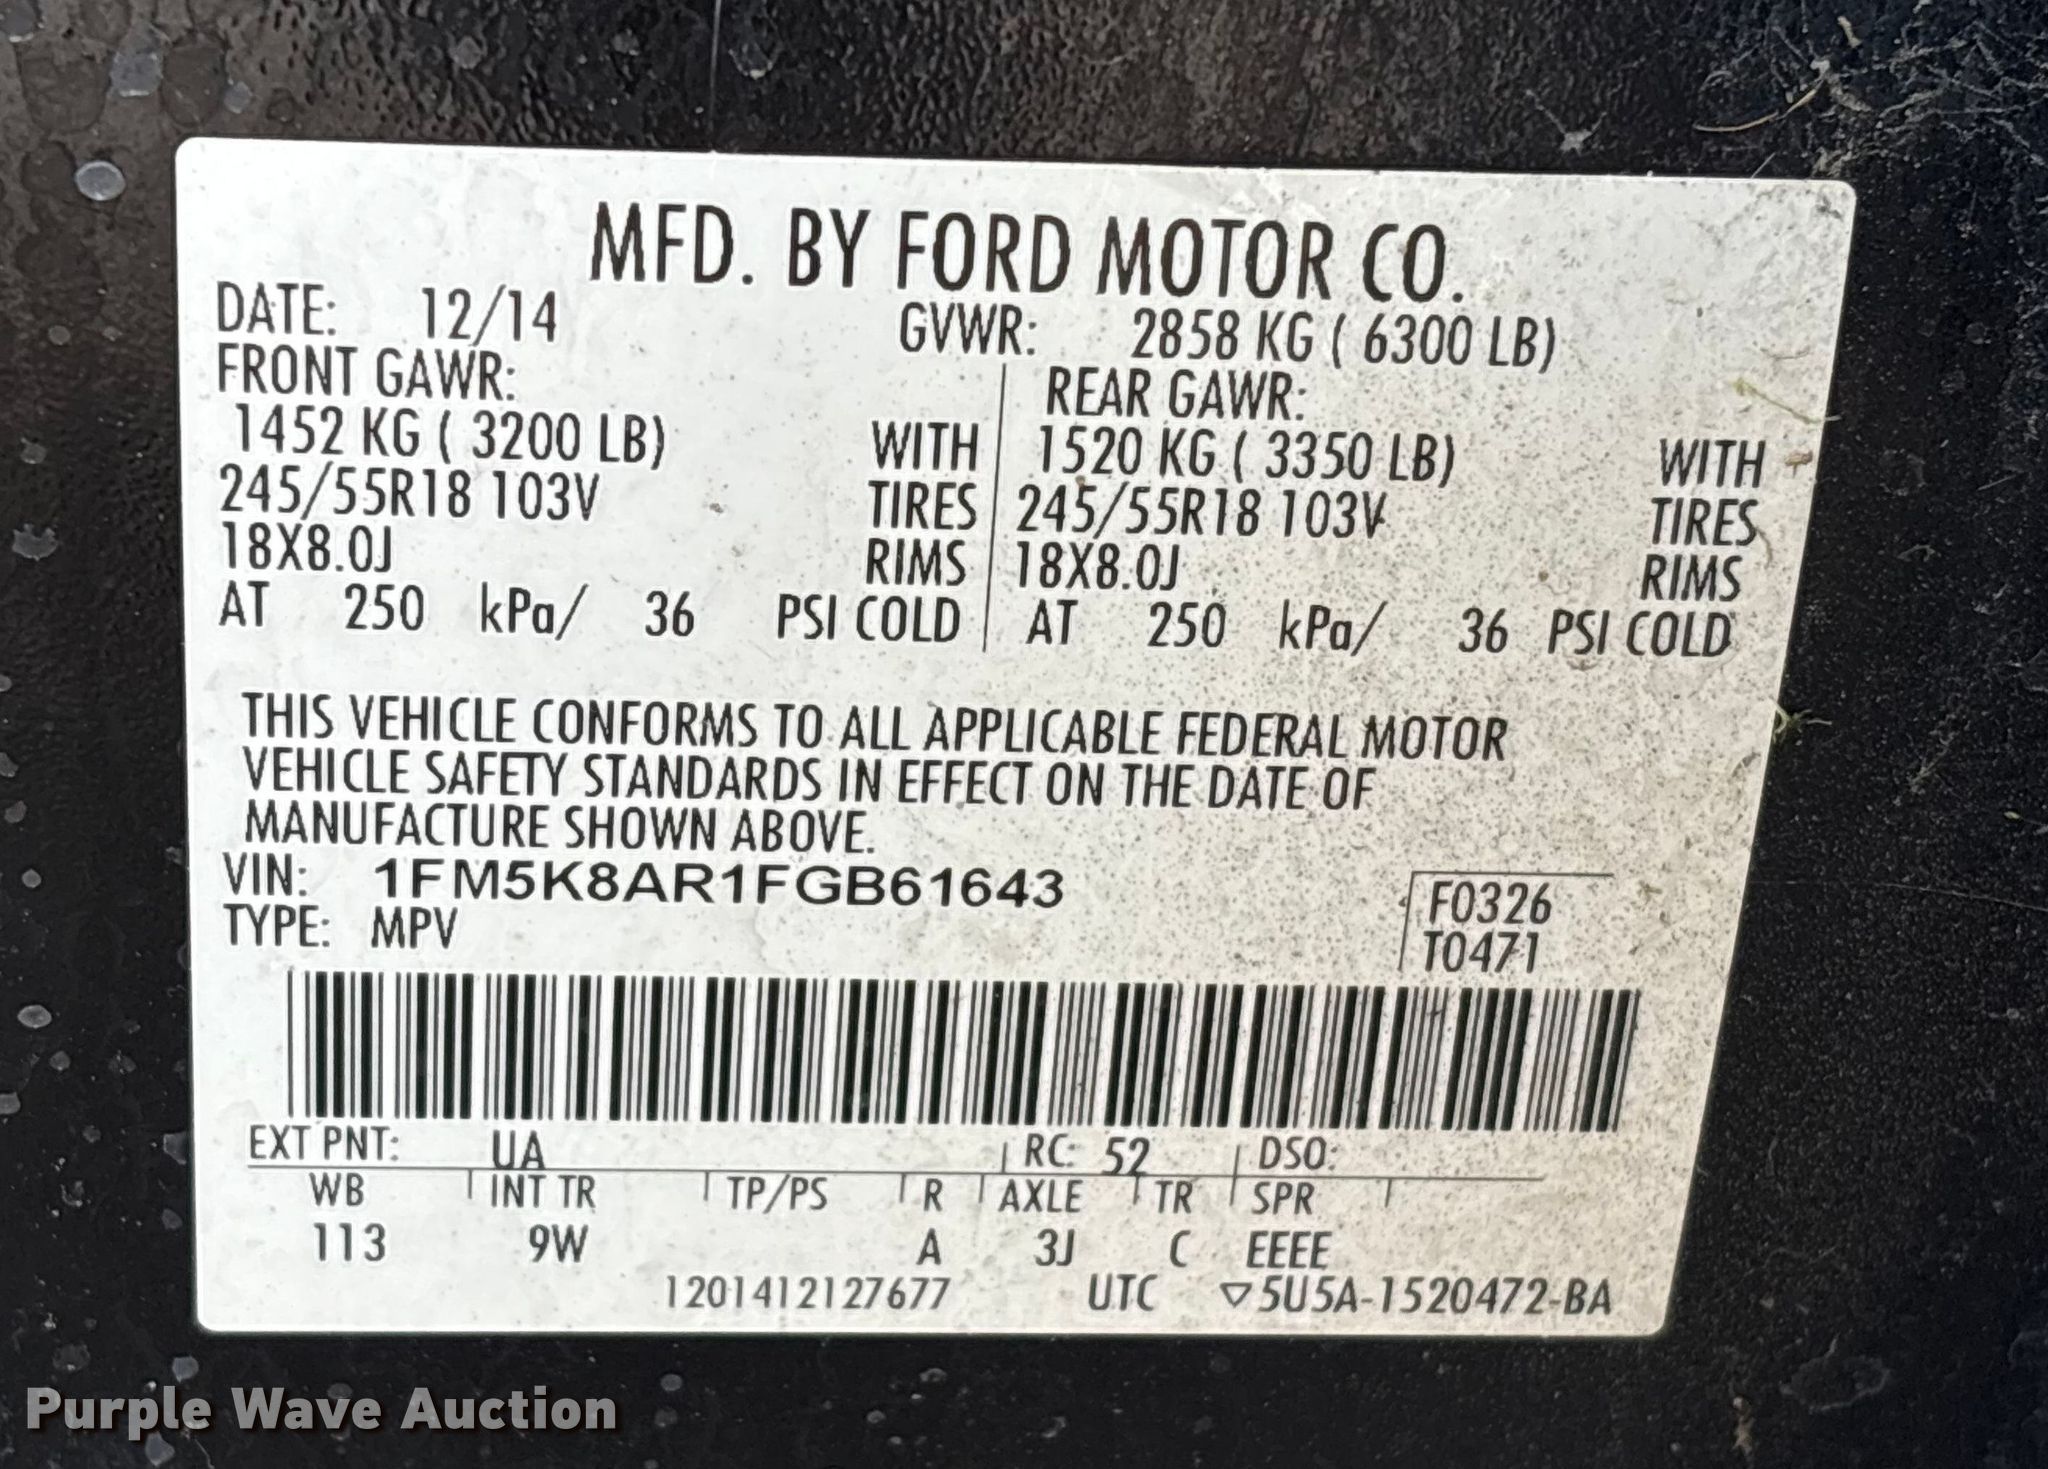 MFD. BY FORD MOTOR CO.
DATE: 12/14 GVWR: 2858 KG ( 6300 LB)
FRONT GAWR: REAR GAWR:
1452 KG ( 3200 LB) WITH 1520 KG ( 3350 LB) WITH
245/55R18 103V TIRES 245/55R18 103V TIRES
18X8.0J RIMS 18X8.0J RIMS
AT 250 kPa/ 36 PSI COLD AT 250 kPa/ 36 PSI COLD
THIS VEHICLE CONFORMS TO ALL APPLICABLE FEDERAL MOTOR
VEHICLE SAFETY STANDARDS IN EFFECT ON THE DATE OF
MANUFACTURE SHOWN ABOVE.
VIN: 1FM5K8AR1FGB61643 F0326
TYPE: MPV T0471
EXT PNT: UA RC: 52 DSO:
WB INT TR TP/PS R AXLE TR SPR
113 9W A 3J C EEEE
1201412127677 UTC ▽5U5A-1520472-BA
Purple Wave Auction